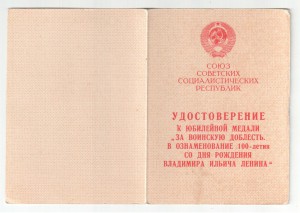 СОЮЗ
СОВЕТСКИХ
СОЦИАЛИСТИЧЕСКИХ
РЕСПУБЛИК
УДОСТОВЕРЕНИЕ
К ЮБИЛЕЙНОЙ МЕДАЛИ
„ЗА ВОИНСКУЮ ДОБЛЕСТЬ.
В ОЗНАМЕНОВАНИЕ 100-летия
СО ДНЯ РОЖДЕНИЯ
ВЛАДИМИРА ИЛЬИЧА ЛЕНИНА"